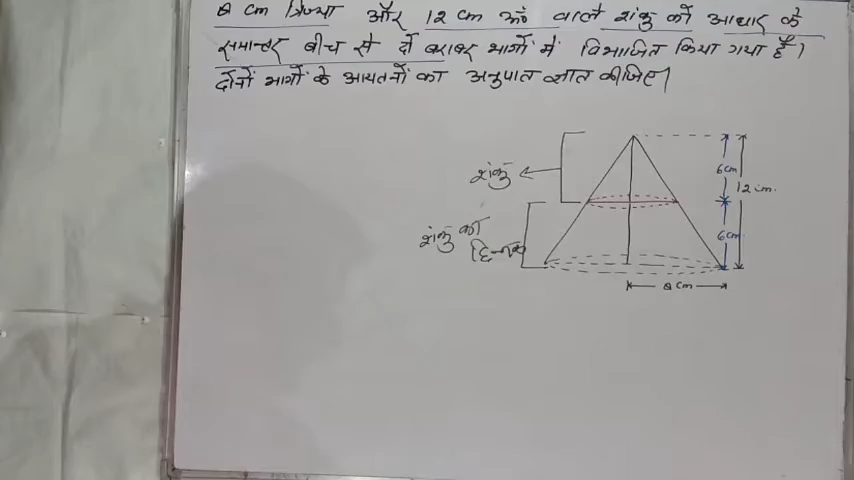 8 cm त्रिज्या और 12 cm ऊँ० वाले शंकु को आधार के
समान्तर बीच से दो बराबर भागों में विभाजित किया गया है।
दोनों भागों के आयतनों का अनुपात ज्ञात कीजिए।
शंकु
6cm
12 cm.
शंकु का
छिन्नक
6cm
8 cm